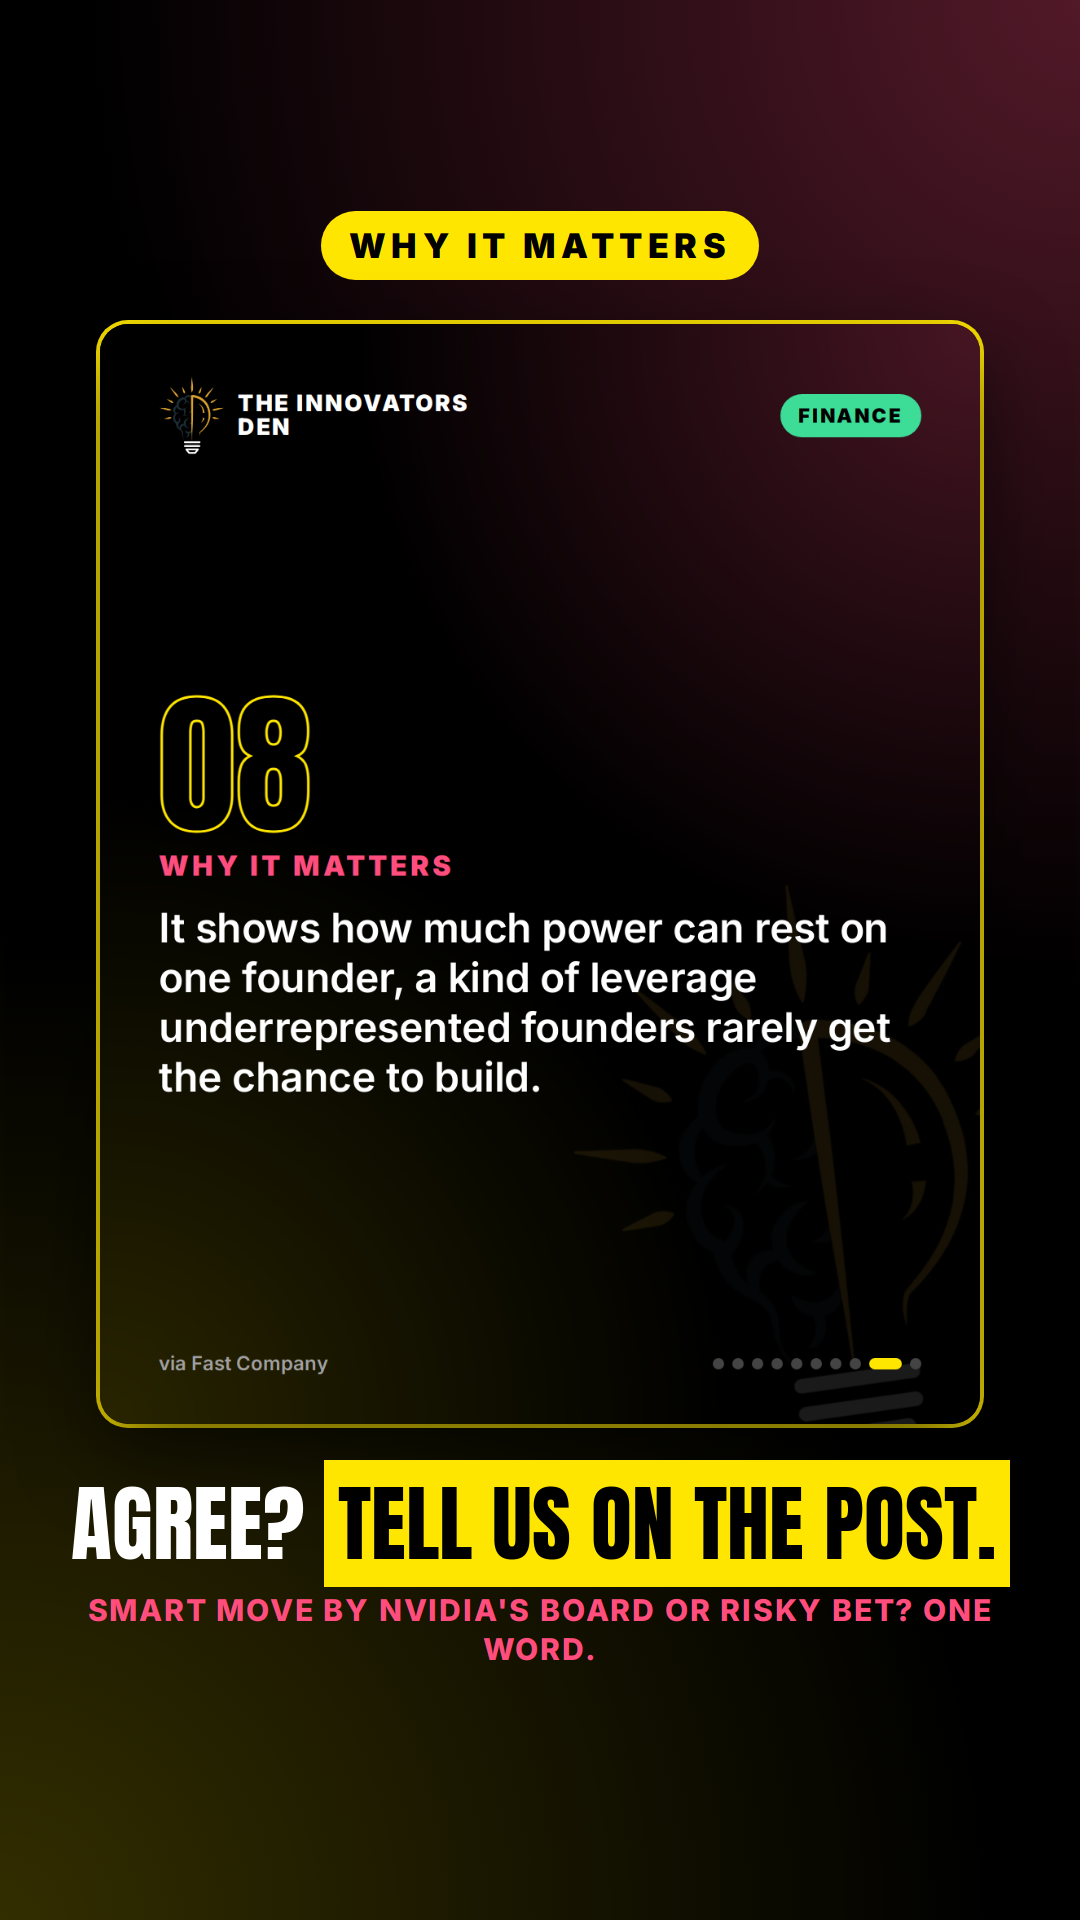 WHY IT MATTERS
THE INNOVATORS
DEN
FINANCE
08
WHY IT MATTERS
It shows how much power can rest on
one founder, a kind of leverage
underrepresented founders rarely get
the chance to build.
via Fast Company
AGREE? TELL US ON THE POST.
SMART MOVE BY NVIDIA'S BOARD OR RISKY BET? ONE
WORD.